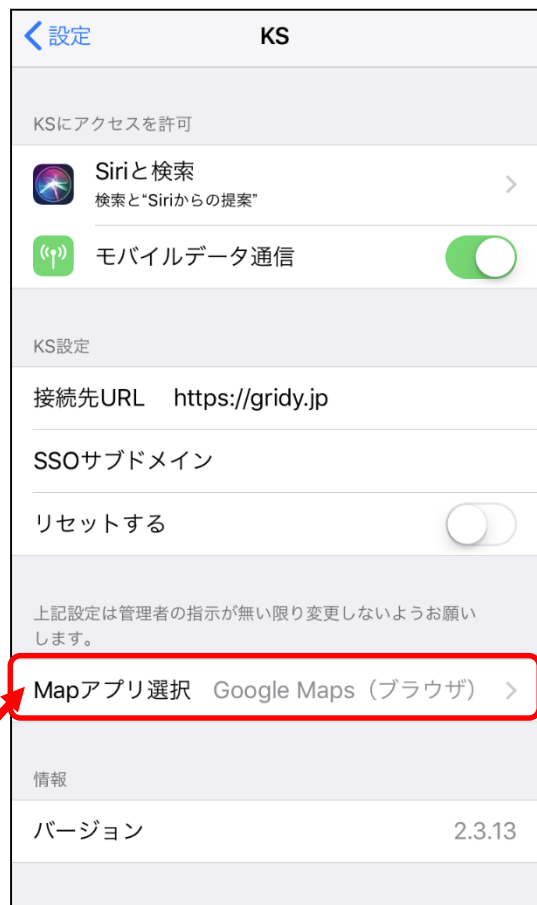 設定
KS
KSにアクセスを許可
Siriと検索
検索と“Siriからの提案”
モバイルデータ通信
KS設定
接続先URL https://gridy.jp
SSOサブドメイン
リセットする
上記設定は管理者の指示が無い限り変更しないようお願い
します。
Mapアプリ選択 Google Maps（ブラウザ）
情報
バージョン 2.3.13